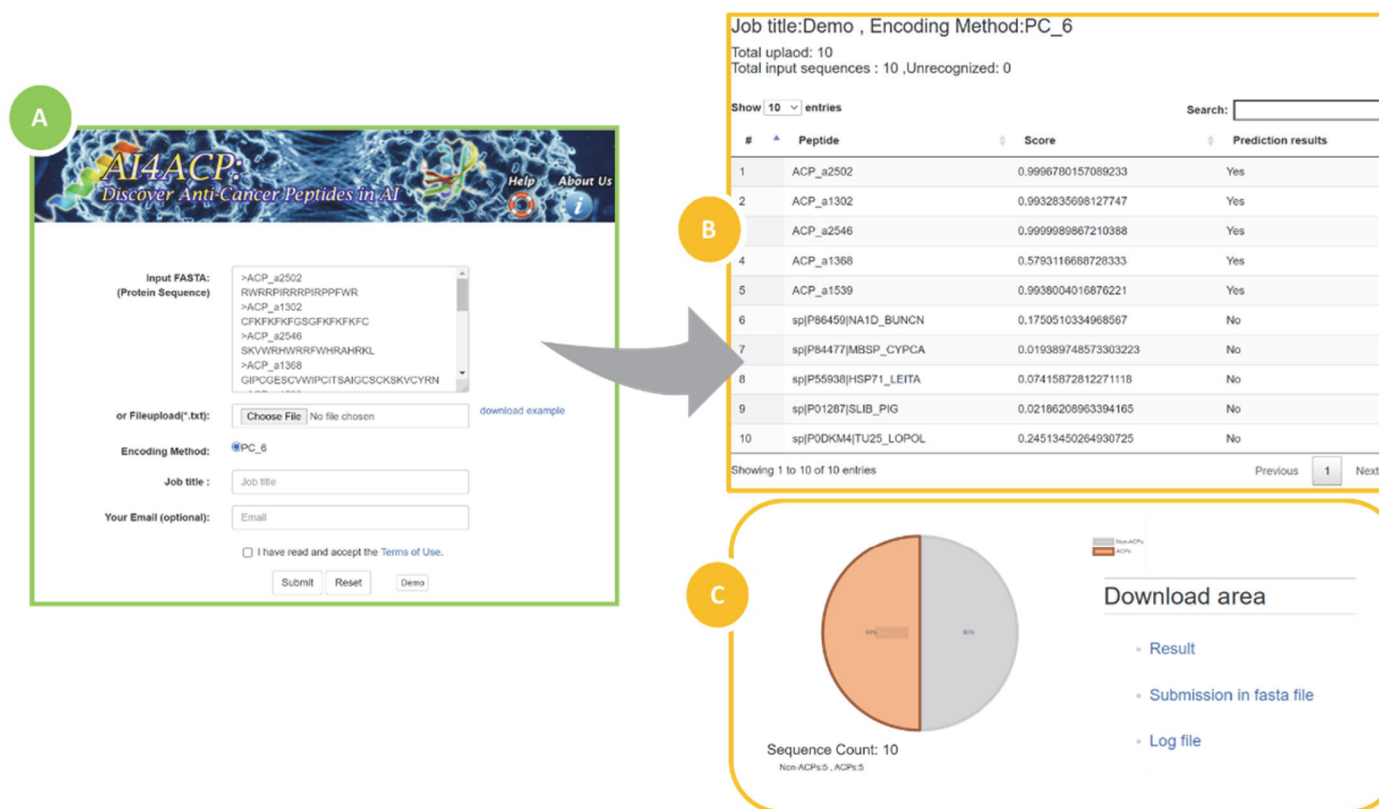 A
AI4ACP:
Discover Anti-Cancer Peptides in AI
Help
About Us
i
Input FASTA:
(Protein Sequence)
>ACP_a2502
RWRRPIRRRPIRPPFWR
>ACP_a1302
CFKFKFKFGSGFKFKFKFC
>ACP_a2546
SKVWRHWRRFWHRAHRKL
>ACP_a1368
GIPCGESCVWIPCITSAIGCSCKSKVCYRN
or Fileupload(*.txt):
Choose File No file chosen
download example
Encoding Method:
PC_6
Job title :
Job title
Your Email (optional):
Email
I have read and accept the Terms of Use.
Submit
Reset
Demo
B
Job title:Demo , Encoding Method:PC_6
Total uplaod: 10
Total input sequences : 10 ,Unrecognized: 0
Show 10 entries
Search:
# Peptide Score Prediction results
1 ACP_a2502 0.9996780157089233 Yes
2 ACP_a1302 0.9932835698127747 Yes
ACP_a2546 0.9999989867210388 Yes
4 ACP_a1368 0.5793116688728333 Yes
5 ACP_a1539 0.9938004016876221 Yes
6 sp|P86459|NA1D_BUNCN 0.1750510334968567 No
7 sp|P84477|MBSP_CYPCA 0.019389748573303223 No
8 sp|P55938|HSP71_LEITA 0.07415872812271118 No
9 sp|P01287|SLIB_PIG 0.02186208963394165 No
10 sp|P0DKM4|TU25_LOPOL 0.24513450264930725 No
Showing 1 to 10 of 10 entries
Previous 1 Next
C
Non-ACPs
ACPs
50%
50%
Sequence Count: 10
Non-ACPs:5 , ACPs:5
Download area
Result
Submission in fasta file
Log file